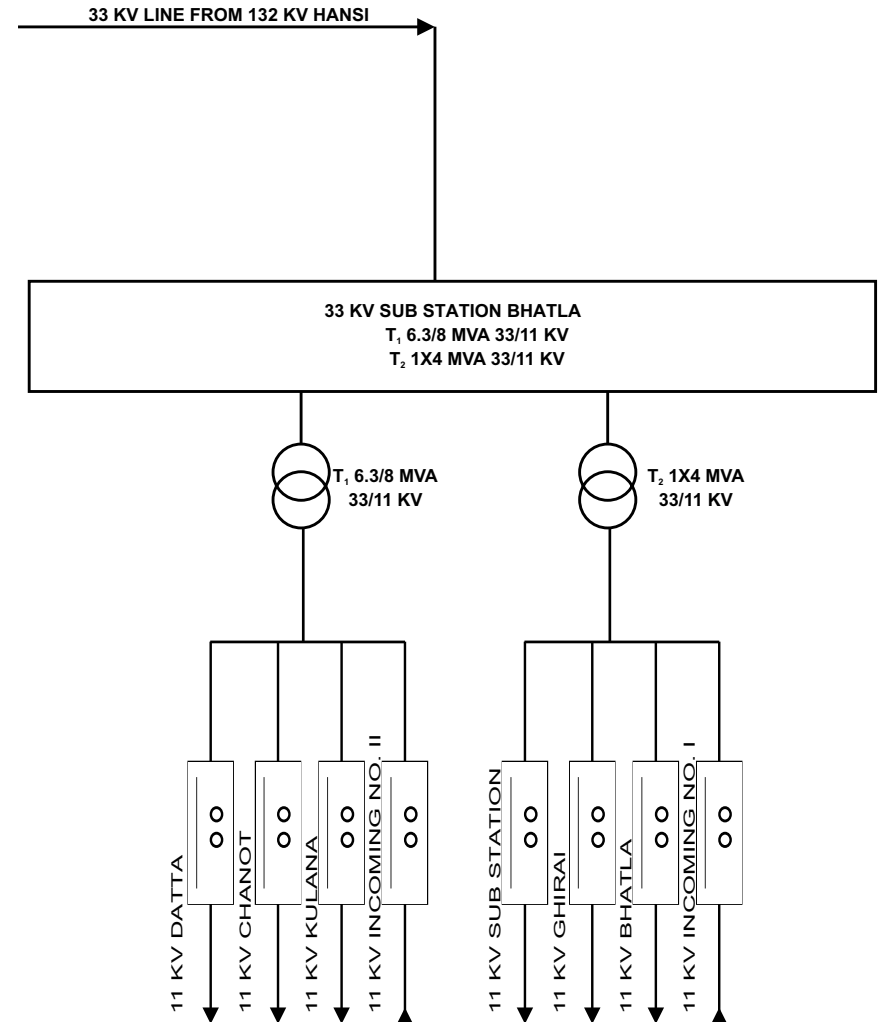 33 KV LINE FROM 132 KV HANSI
33 KV SUB STATION BHATLA
T₁ 6.3/8 MVA 33/11 KV
T₂ 1X4 MVA 33/11 KV
T₁ 6.3/8 MVA
33/11 KV
T₂ 1X4 MVA
33/11 KV
11 KV DATTA
11 KV CHANOT
11 KV KULANA
11 KV INCOMING NO. II
11 KV SUB STATION
11 KV GHIRAI
11 KV BHATLA
11 KV INCOMING NO. I